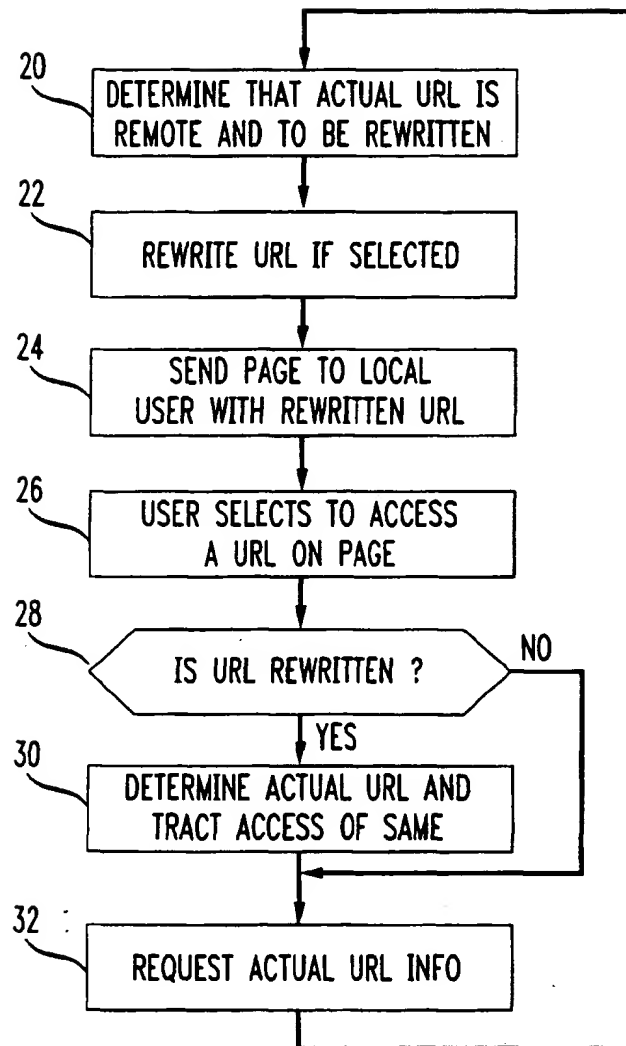 20
DETERMINE THAT ACTUAL URL IS
REMOTE AND TO BE REWRITTEN
22
REWRITE URL IF SELECTED
24
SEND PAGE TO LOCAL
USER WITH REWRITTEN URL
26
USER SELECTS TO ACCESS
A URL ON PAGE
28
IS URL REWRITTEN ?
NO
YES
30
DETERMINE ACTUAL URL AND
TRACT ACCESS OF SAME
32
REQUEST ACTUAL URL INFO